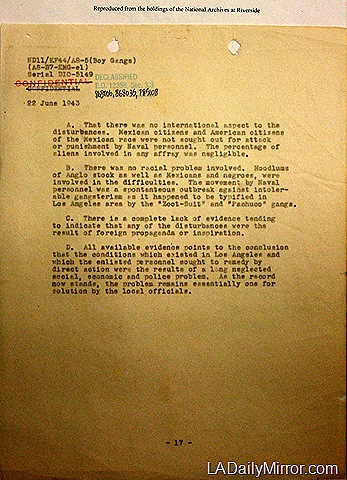 Reproduced from the holdings of the National Archives at Riverside
ND11/EF44/A8-5(Boy Gangs)
(A8-B7-EMG-el)
Serial DIO-5149
CONFIDENTIAL
CONFIDENTIAL
DECLASSIFIED
22 June 1943
A. That there was no international aspect to the
disturbances. Mexican citizens and American citizens
of the Mexican race were not sought out for attack
or punishment by Naval personnel. The percentage of
aliens involved in any affray was negligible.
B. There was no racial problem involved. Hoodlums
of Anglo stock as well as Mexicans and negroes, were
involved in the difficulties. The movement by Naval
personnel was a spontaneous outbreak against intoler-
able gangsterism as it happened to be typified in
Los Angeles area by the "Zoot-Suit" and "Pachuco" gangs.
C. There is a complete lack of evidence tending
to indicate that any of the disturbances were the
result of foreign propaganda or inspiration.
D. All available evidence points to the conclusion
that the conditions which existed in Los Angeles and
which the enlisted personnel sought to remedy by
direct action were the results of a long neglected
social, economic and police problem. As the record
now stands, the problem remains essentially one for
solution by the local officials.
- 17 -
LADailyMirror.com